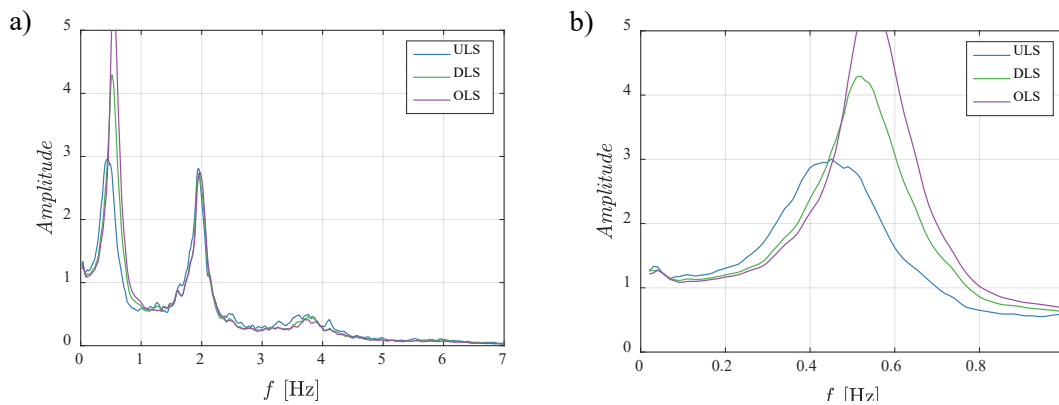 a)
5
4
3
2
1
0
Amplitude
0 1 2 3 4 5 6 7
f [Hz]
ULS
DLS
OLS
b)
5
4
3
2
1
0
Amplitude
0 0.2 0.4 0.6 0.8
f [Hz]
ULS
DLS
OLS